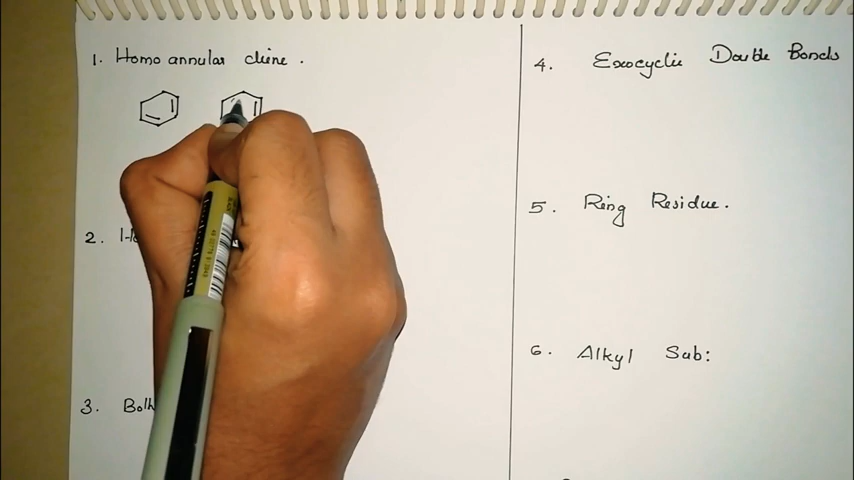 1. Homo annular diene.
2.
3. Both
4. Exocyclic Double Bonds
5. Ring Residue.
6. Alkyl Sub: